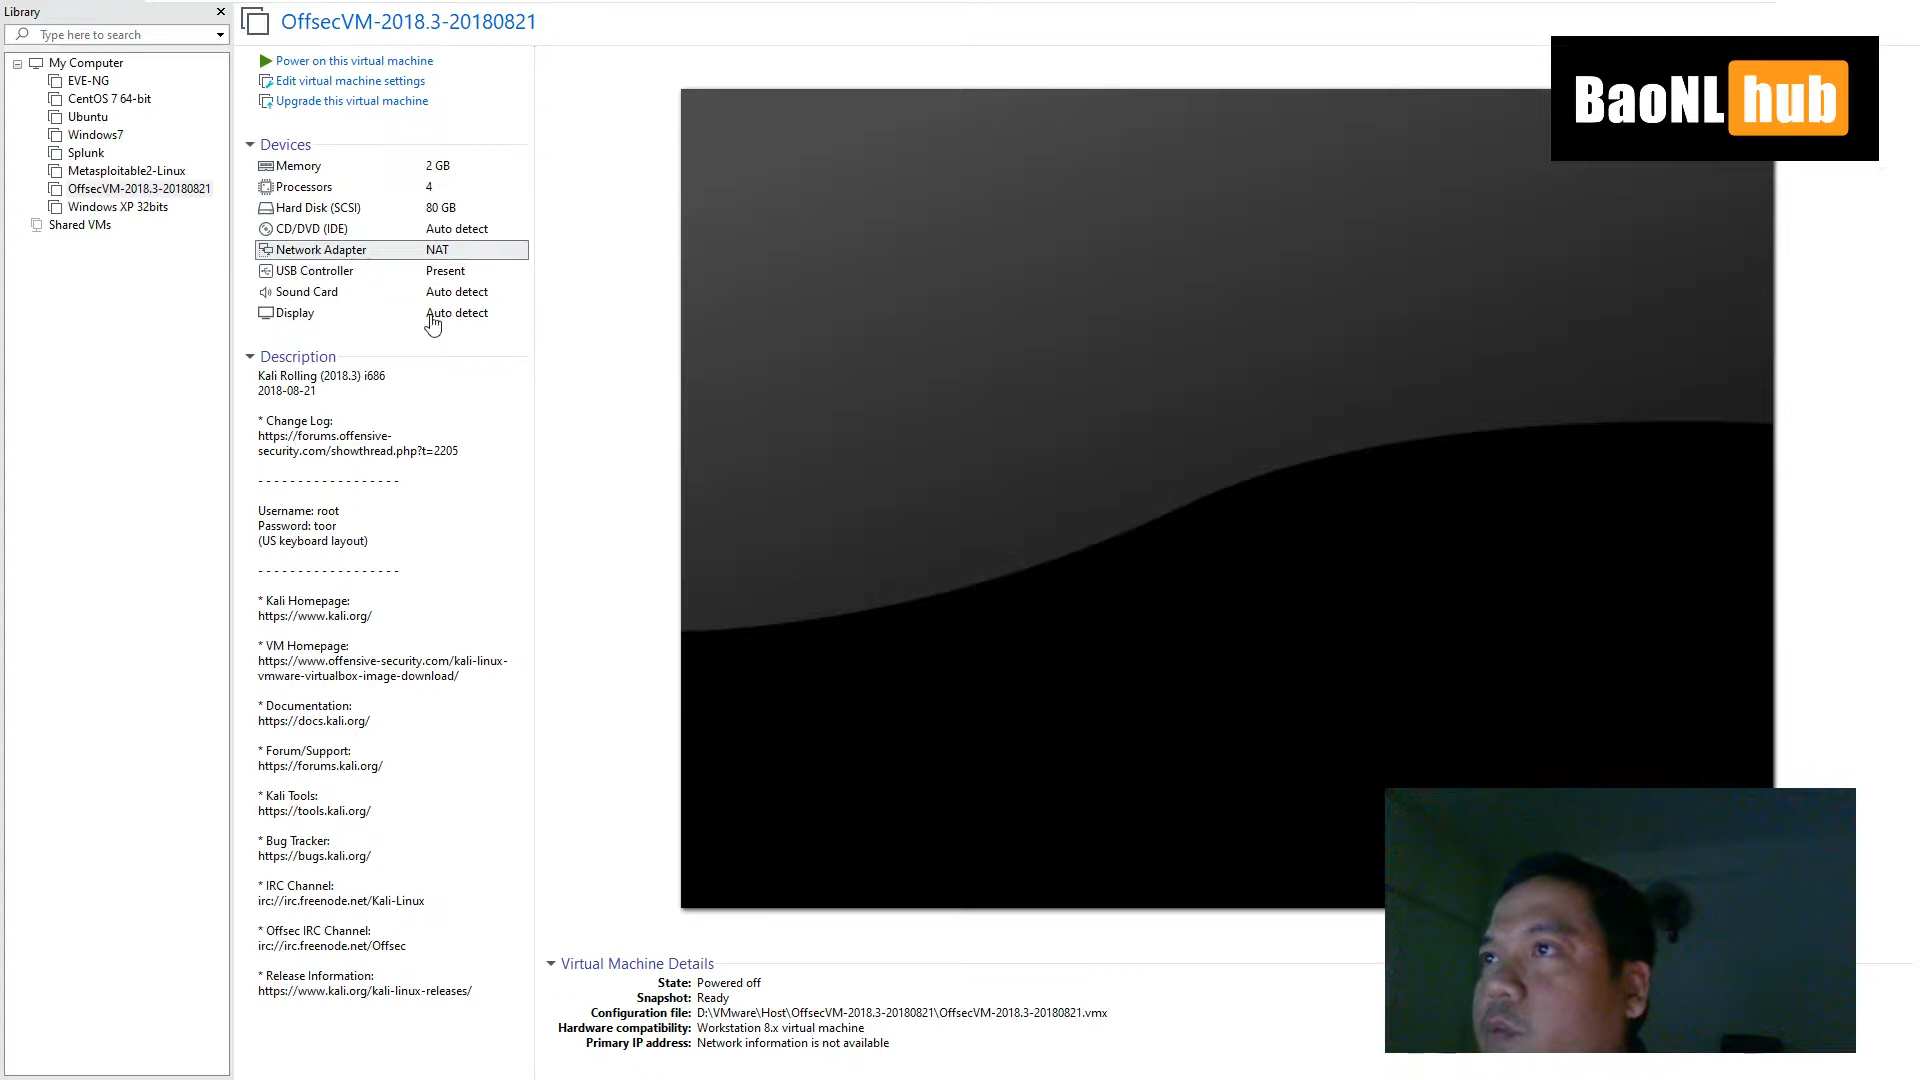 Library
Type here to search
My Computer
EVE-NG
CentOS 7 64-bit
Ubuntu
Windows7
Splunk
Metasploitable2-Linux
OffsecVM-2018.3-20180821
Windows XP 32bits
Shared VMs
OffsecVM-2018.3-20180821
Power on this virtual machine
Edit virtual machine settings
Upgrade this virtual machine
Devices
Memory 2 GB
Processors 4
Hard Disk (SCSI) 80 GB
CD/DVD (IDE) Auto detect
Network Adapter NAT
USB Controller Present
Sound Card Auto detect
Display Auto detect
Description
Kali Rolling (2018.3) i686
2018-08-21
* Change Log:
https://forums.offensive-
security.com/showthread.php?t=2205
- - - - - - - - - - - - - - - - - -
Username: root
Password: toor
(US keyboard layout)
- - - - - - - - - - - - - - - - - -
* Kali Homepage:
https://www.kali.org/
* VM Homepage:
https://www.offensive-security.com/kali-linux-
vmware-virtualbox-image-download/
* Documentation:
https://docs.kali.org/
* Forum/Support:
https://forums.kali.org/
* Kali Tools:
https://tools.kali.org/
* Bug Tracker:
https://bugs.kali.org/
* IRC Channel:
irc://irc.freenode.net/Kali-Linux
* Offsec IRC Channel:
irc://irc.freenode.net/Offsec
* Release Information:
https://www.kali.org/kali-linux-releases/
BaoNL hub
Virtual Machine Details
State: Powered off
Snapshot: Ready
Configuration file: D:\VMware\Host\OffsecVM-2018.3-20180821\OffsecVM-2018.3-20180821.vmx
Hardware compatibility: Workstation 8.x virtual machine
Primary IP address: Network information is not available